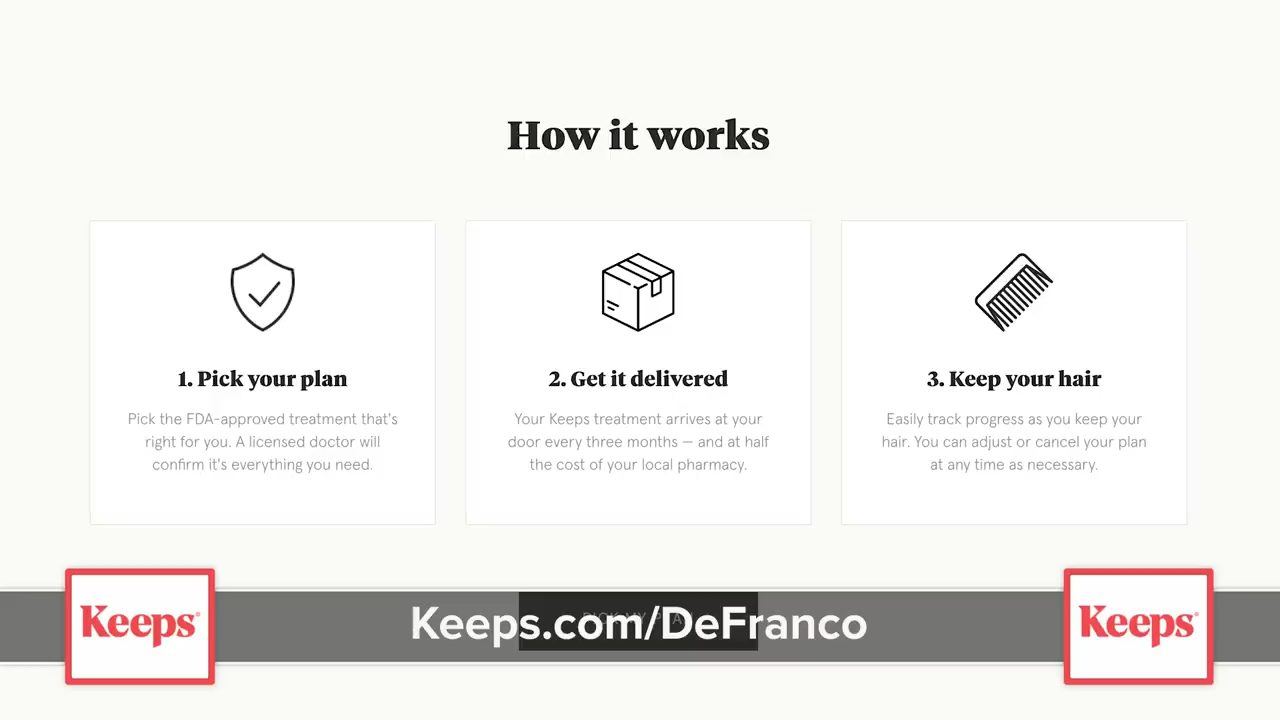 How it works
1. Pick your plan
Pick the FDA-approved treatment that's
right for you. A licensed doctor will
confirm it's everything you need.
2. Get it delivered
Your Keeps treatment arrives at your
door every three months — and at half
the cost of your local pharmacy.
3. Keep your hair
Easily track progress as you keep your
hair. You can adjust or cancel your plan
at any time as necessary.
Keeps®
Keeps.com/DeFranco
Keeps®